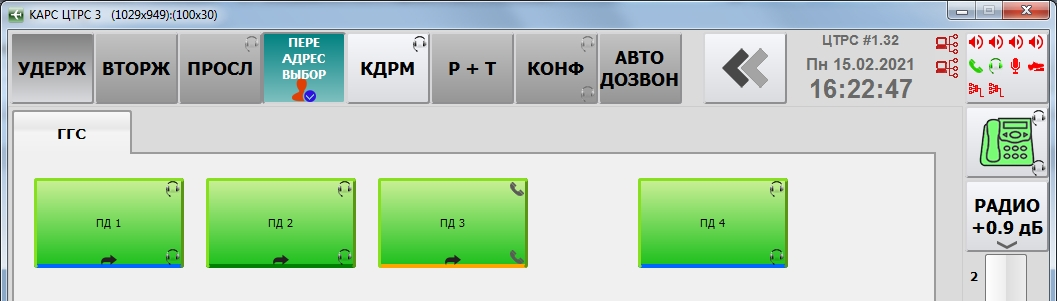 КАРС ЦТРС 3 (1029x949):(100x30)
УДЕРЖ
ВТОРЖ
ПРОСЛ
ПЕРЕ
АДРЕС
ВЫБОР
КДРМ
Р + Т
КОНФ
АВТО
ДОЗВОН
ЦТРС #1.32
Пн 15.02.2021
16:22:47
ГГС
ПД 1
ПД 2
ПД 3
ПД 4
РАДИО
+0.9 дБ
2